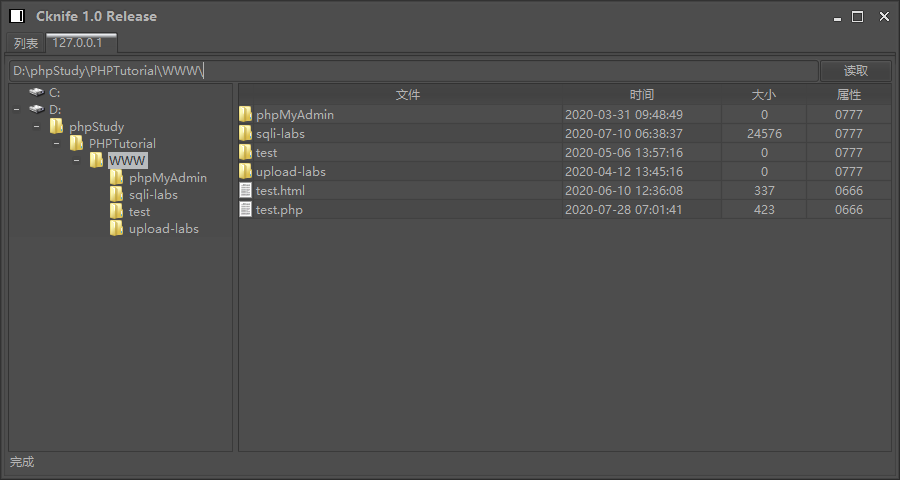 Cknife 1.0 Release
列表 127.0.0.1
D:\phpStudy\PHPTutorial\WWW\ 读取
C:
D:
phpStudy
PHPTutorial
WWW
phpMyAdmin
sqli-labs
test
upload-labs
文件 时间 大小 属性
phpMyAdmin 2020-03-31 09:48:49 0 0777
sqli-labs 2020-07-10 06:38:37 24576 0777
test 2020-05-06 13:57:16 0 0777
upload-labs 2020-04-12 13:45:16 0 0777
test.html 2020-06-10 12:36:08 337 0666
test.php 2020-07-28 07:01:41 423 0666
完成